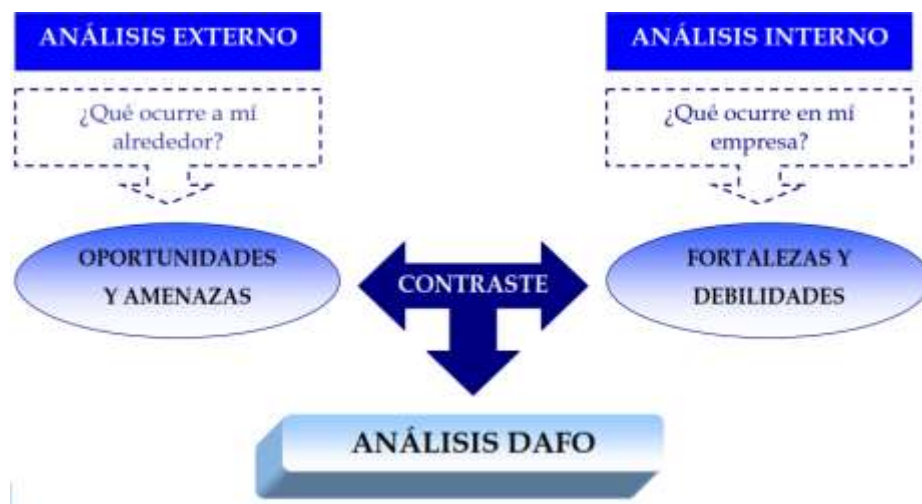 ANÁLISIS EXTERNO
¿Qué ocurre a mí
alrededor?
OPORTUNIDADES
Y AMENAZAS
ANÁLISIS INTERNO
¿Qué ocurre en mí
empresa?
FORTALEZAS Y
DEBILIDADES
CONTRASTE
ANÁLISIS DAFO